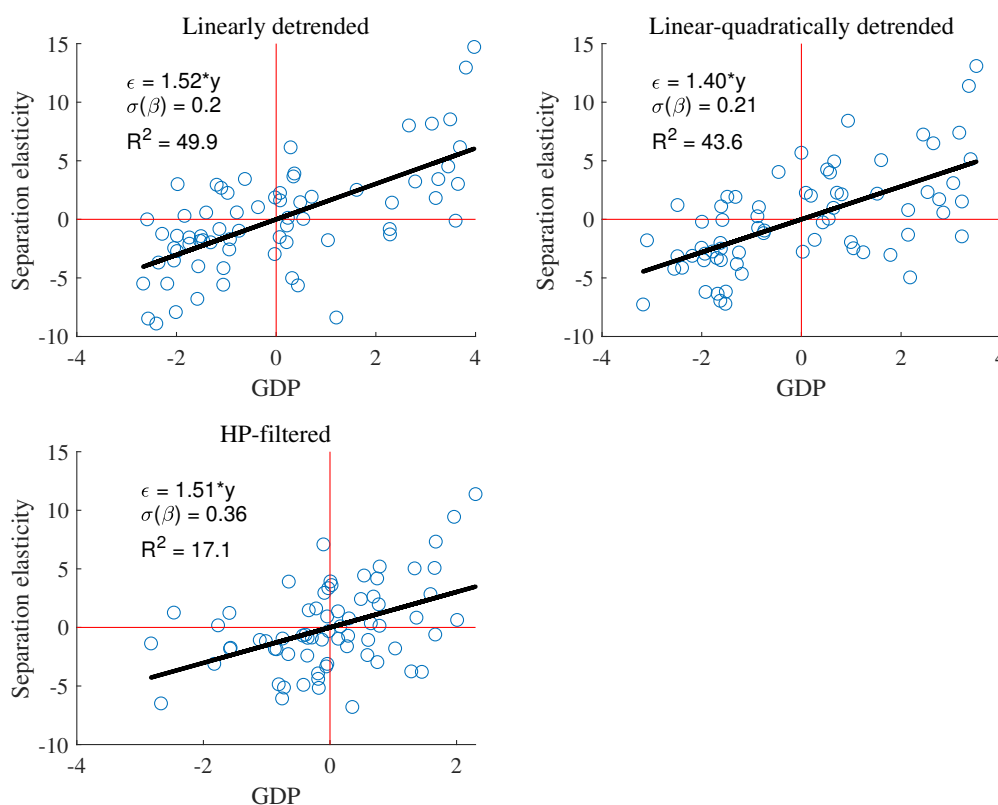 Linearly detrended
ϵ = 1.52*y
σ(β) = 0.2
R² = 49.9
Separation elasticity
15
10
5
0
-5
-10
-4
-2
0
2
4
GDP
Linear-quadratically detrended
ϵ = 1.40*y
σ(β) = 0.21
R² = 43.6
Separation elasticity
15
10
5
0
-5
-10
-4
-2
0
2
4
GDP
HP-filtered
ϵ = 1.51*y
σ(β) = 0.36
R² = 17.1
Separation elasticity
15
10
5
0
-5
-10
-4
-2
0
2
GDP